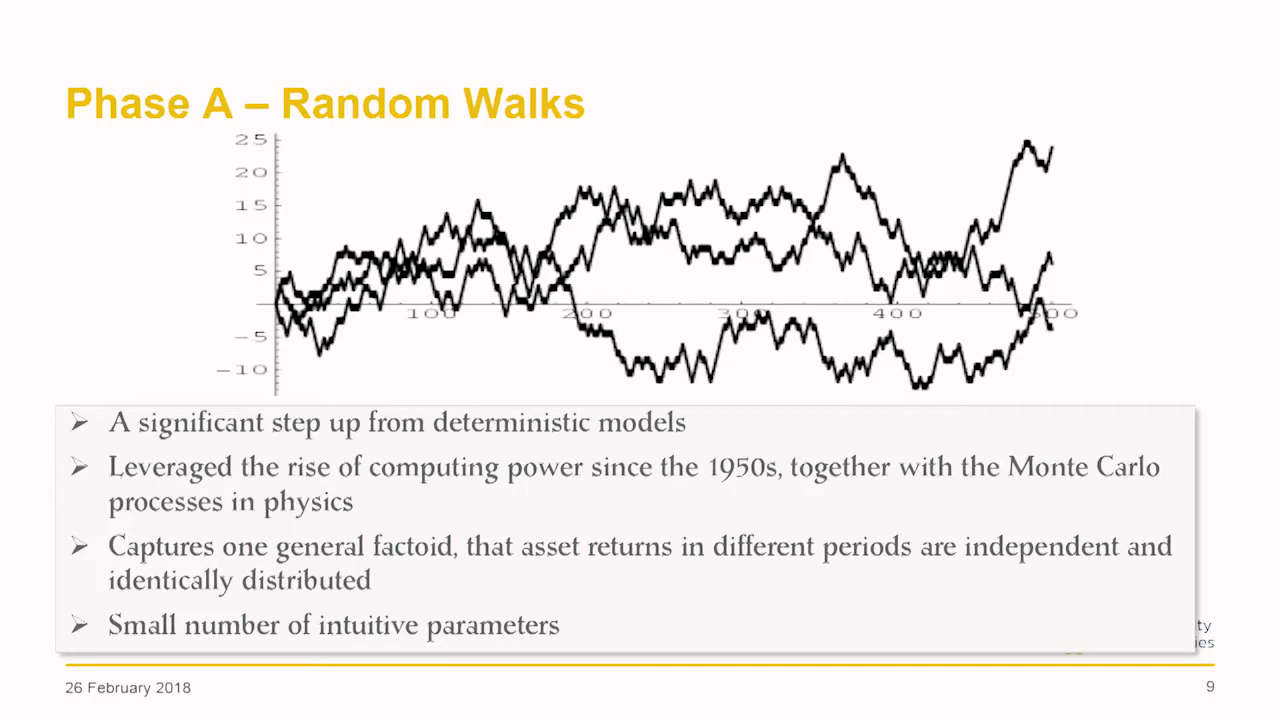 Phase A – Random Walks
25
20
15
10
5
100 200 300 400
−5
−10
➢ A significant step up from deterministic models
➢ Leveraged the rise of computing power since the 1950s, together with the Monte Carlo
processes in physics
➢ Captures one general factoid, that asset returns in different periods are independent and
identically distributed
➢ Small number of intuitive parameters
26 February 2018
9